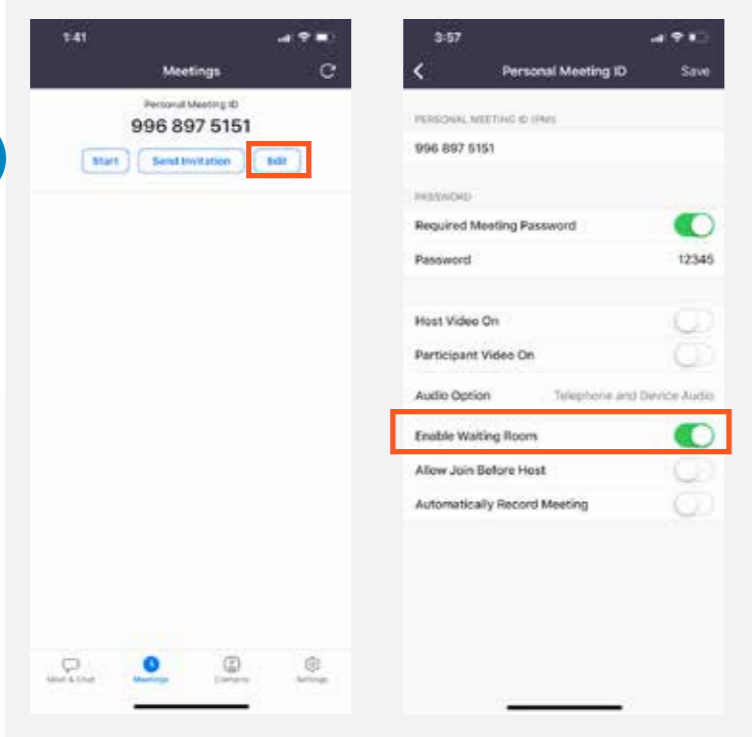 1:41
Meetings
Personal Meeting ID
996 897 5151
Start Send Invitation Edit
Meet & Chat Meetings Contacts Settings
3:57
Personal Meeting ID Save
PERSONAL MEETING ID (PMI)
996 897 5151
PASSWORD
Required Meeting Password
Password 12345
Host Video On
Participant Video On
Audio Option Telephone and Device Audio
Enable Waiting Room
Allow Join Before Host
Automatically Record Meeting